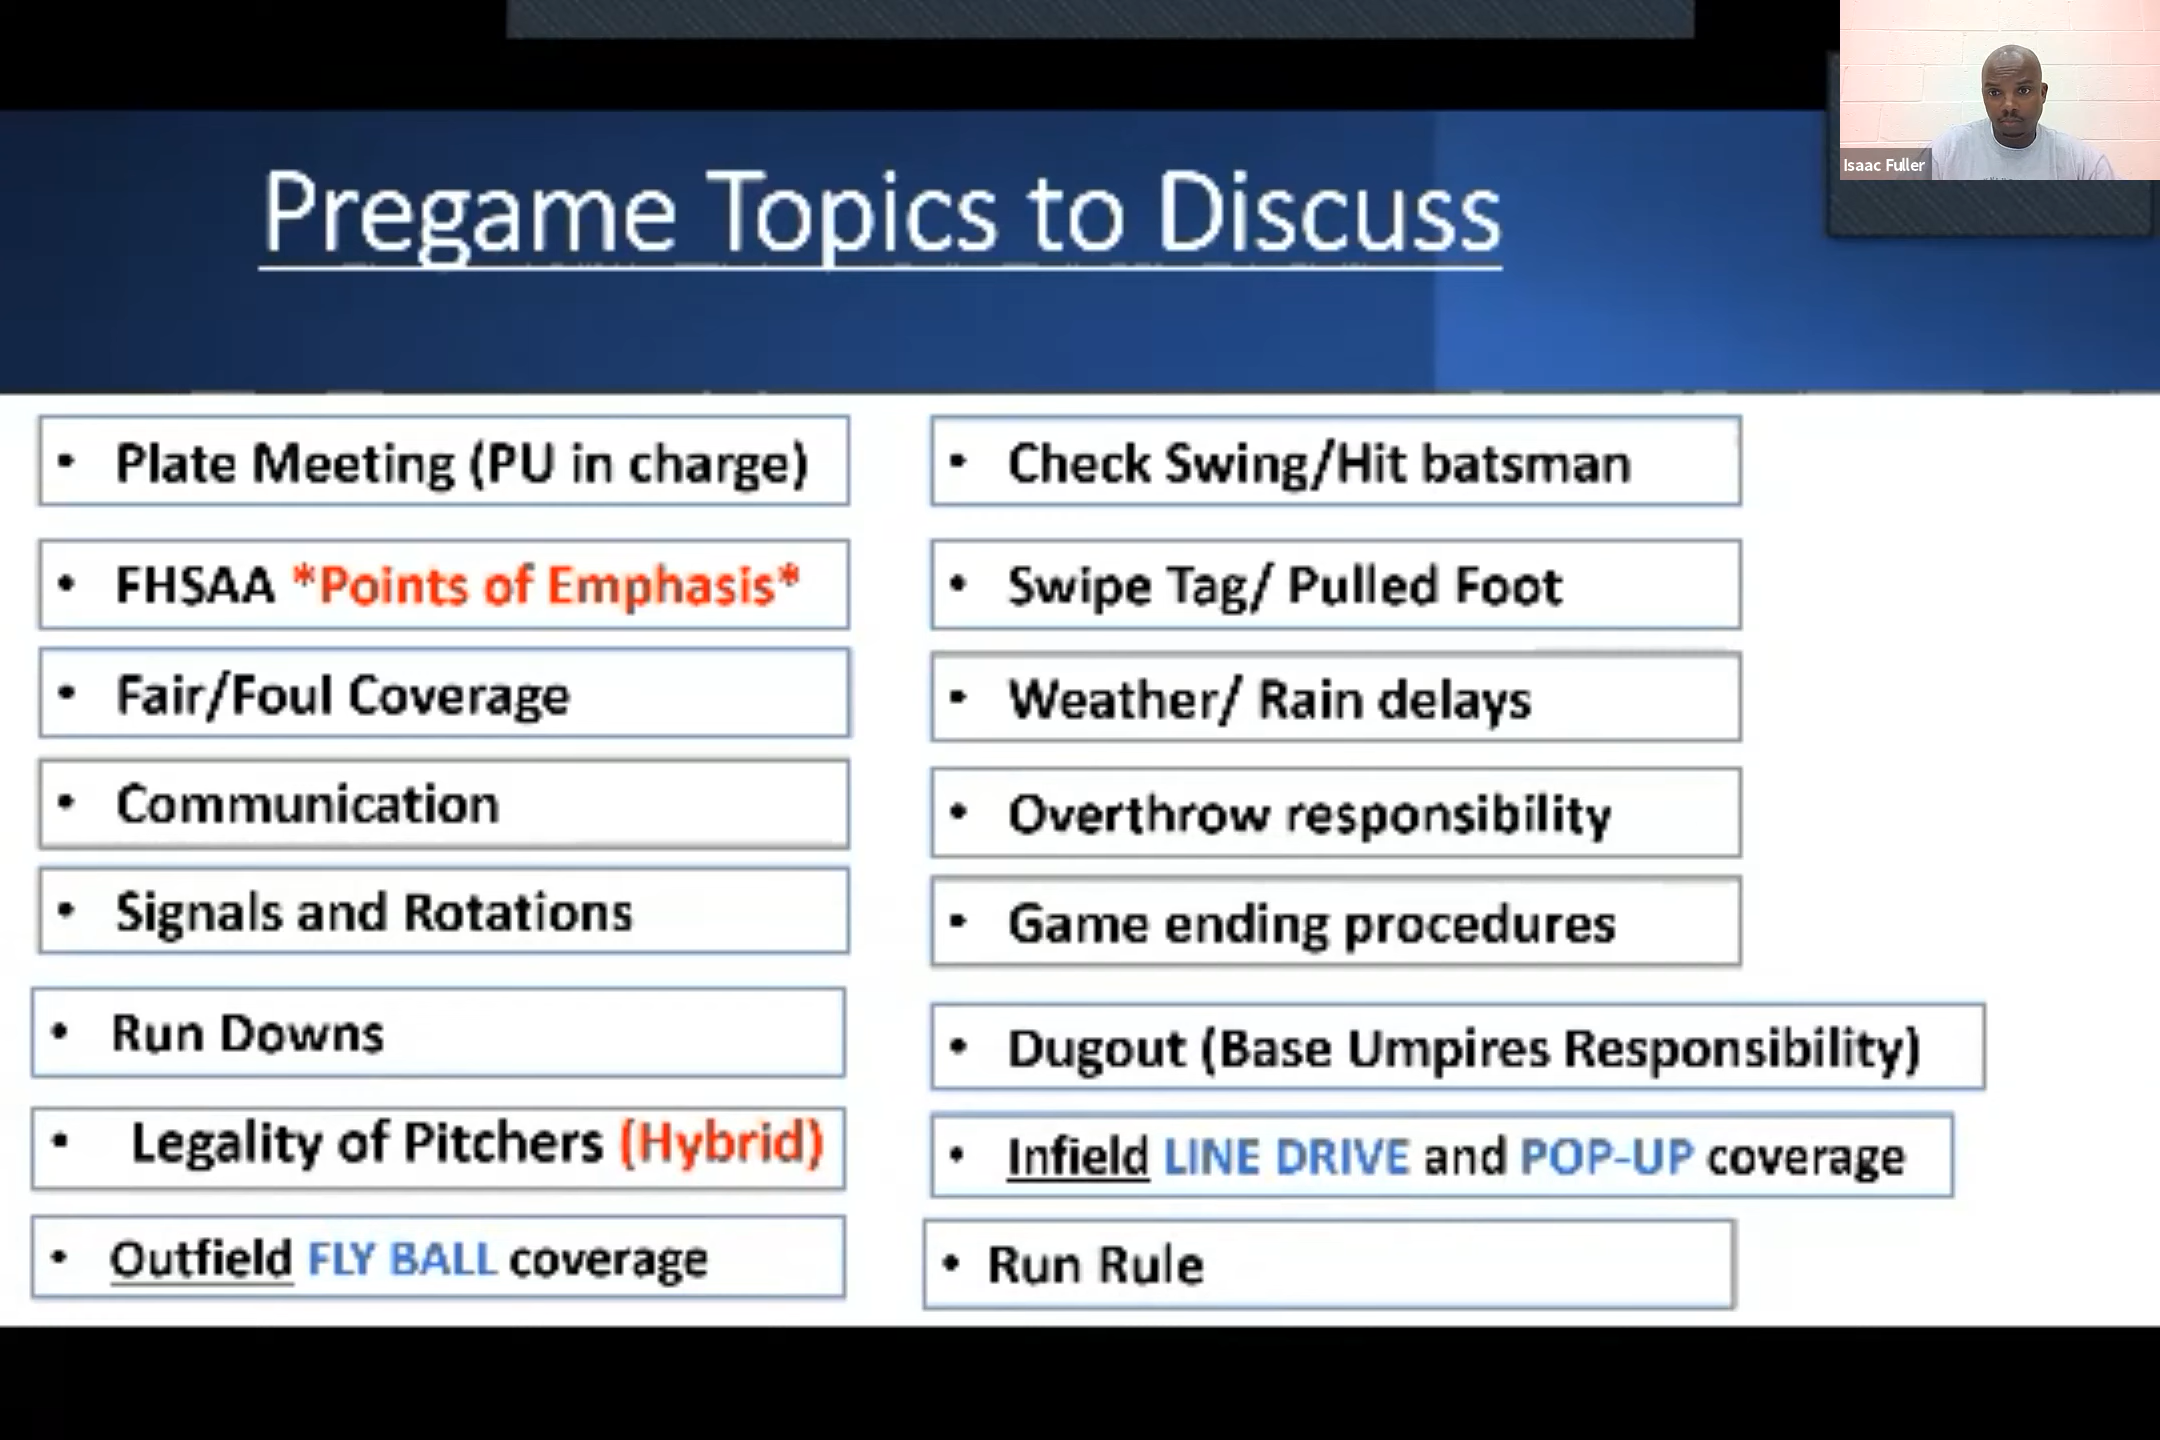 Isaac Fuller
Pregame Topics to Discuss
• Plate Meeting (PU in charge)
• FHSAA *Points of Emphasis*
• Fair/Foul Coverage
• Communication
• Signals and Rotations
• Run Downs
• Legality of Pitchers (Hybrid)
• Outfield FLY BALL coverage
• Check Swing/Hit batsman
• Swipe Tag/ Pulled Foot
• Weather/ Rain delays
• Overthrow responsibility
• Game ending procedures
• Dugout (Base Umpires Responsibility)
• Infield LINE DRIVE and POP-UP coverage
• Run Rule